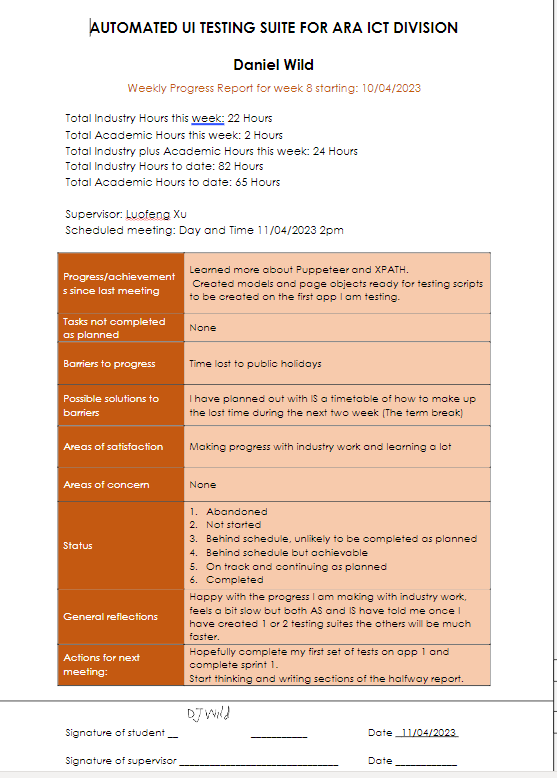 AUTOMATED UI TESTING SUITE FOR ARA ICT DIVISION
Daniel Wild
Weekly Progress Report for week 8 starting: 10/04/2023
Total Industry Hours this week: 22 Hours
Total Academic Hours this week: 2 Hours
Total Industry plus Academic Hours this week: 24 Hours
Total Industry Hours to date: 82 Hours
Total Academic Hours to date: 65 Hours
Supervisor: Luofeng Xu
Scheduled meeting: Day and Time 11/04/2023 2pm
Progress/achievement
s since last meeting
Learned more about Puppeteer and XPATH.
Created models and page objects ready for testing scripts
to be created on the first app I am testing.
Tasks not completed
as planned
None
Barriers to progress
Time lost to public holidays
Possible solutions to
barriers
I have planned out with IS a timetable of how to make up
the lost time during the next two week (The term break)
Areas of satisfaction
Making progress with industry work and learning a lot
Areas of concern
None
Status
1. Abandoned
2. Not started
3. Behind schedule, unlikely to be completed as planned
4. Behind schedule but achievable
5. On track and continuing as planned
6. Completed
General reflections
Happy with the progress I am making with industry work,
feels a bit slow but both AS and IS have told me once I
have created 1 or 2 testing suites the others will be much
faster.
Actions for next
meeting:
Hopefully complete my first set of tests on app 1 and
complete sprint 1.
Start thinking and writing sections of the halfway report.
DJ Wild
Signature of student __ __________ Date _11/04/2023_
Signature of supervisor ____________________________ Date ___________